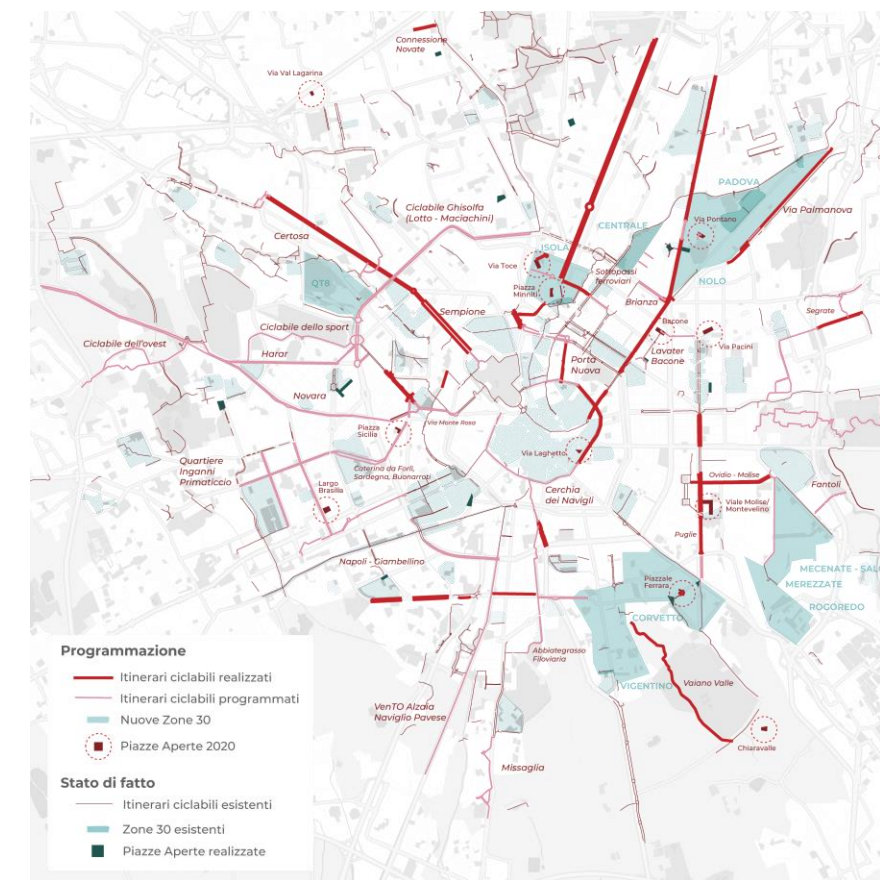 Connessione
Novate
Via Val Lagarina
PADOVA
Ciclabile Ghisolfa
(Lotto - Maciachini)
Via Palmanova
Via Pontano
CENTRALE
Certosa
ISOLA
Via Toce
Sottopassi
ferroviari
NOLO
QT8
Piazza
Minniti
Brianza
Sempione
Segrate
Bacone
Ciclabile dello sport
Ciclabile dell'ovest
Via Pacini
Lavater
Bacone
Harar
Porta
Nuova
Novara
Via Monte Rosa
Piazza
Sicilia
Via Laghetto
Quartiere
Inganni
Primaticcio
Caterina da Forlì,
Sardegna, Buonarroti
Ovidio - Molise
Largo
Brasilia
Fantoli
Cerchia
dei Navigli
Viale Molise/
Montevelino
Puglie
Napoli - Giambellino
MECENATE - SAL
Piazzale
Ferrara
MEREZZATE
ROGOREDO
CORVETTO
Abbiategrasso
Filoviaria
Vaiano Valle
VIGENTINO
VenTO Alzaia
Naviglio Pavese
Chiaravalle
Missaglia
Programmazione
Itinerari ciclabili realizzati
Itinerari ciclabili programmati
Nuove Zone 30
Piazze Aperte 2020
Stato di fatto
Itinerari ciclabili esistenti
Zone 30 esistenti
Piazze Aperte realizzate